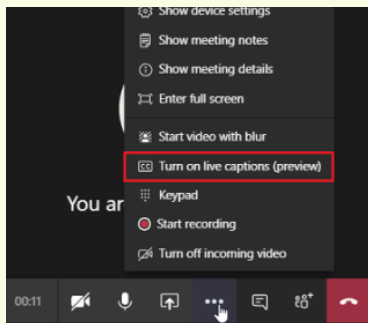 Show device settings
Show meeting notes
Show meeting details
Enter full screen
Start video with blur
CC Turn on live captions (preview)
Keypad
You ar
Start recording
Turn off incoming video
00:11